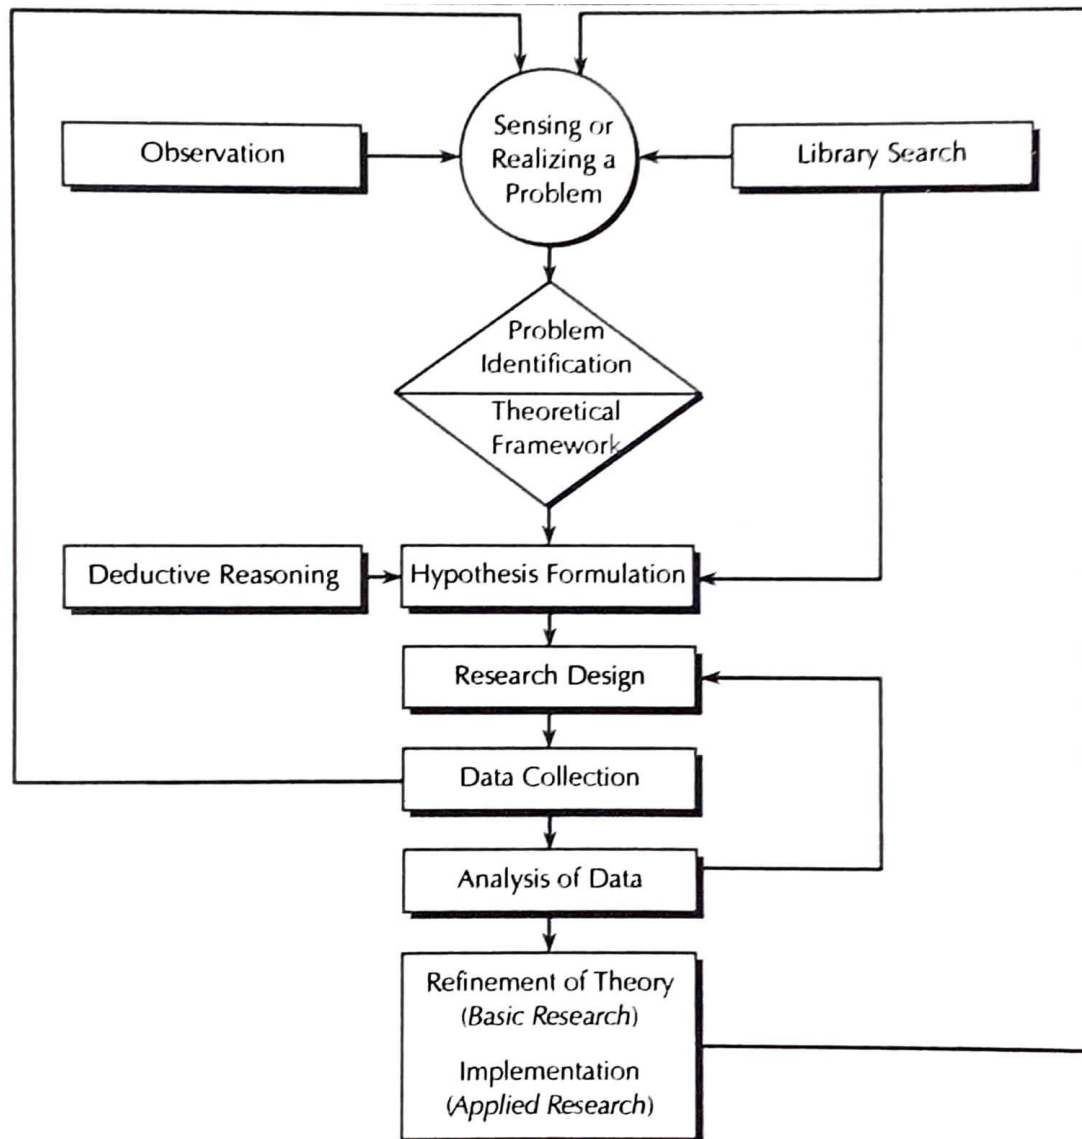 Sensing or
Realizing a
Problem
Observation
Library Search
Problem
Identification
Theoretical
Framework
Deductive Reasoning
Hypothesis Formulation
Research Design
Data Collection
Analysis of Data
Refinement of Theory
(Basic Research)
Implementation
(Applied Research)